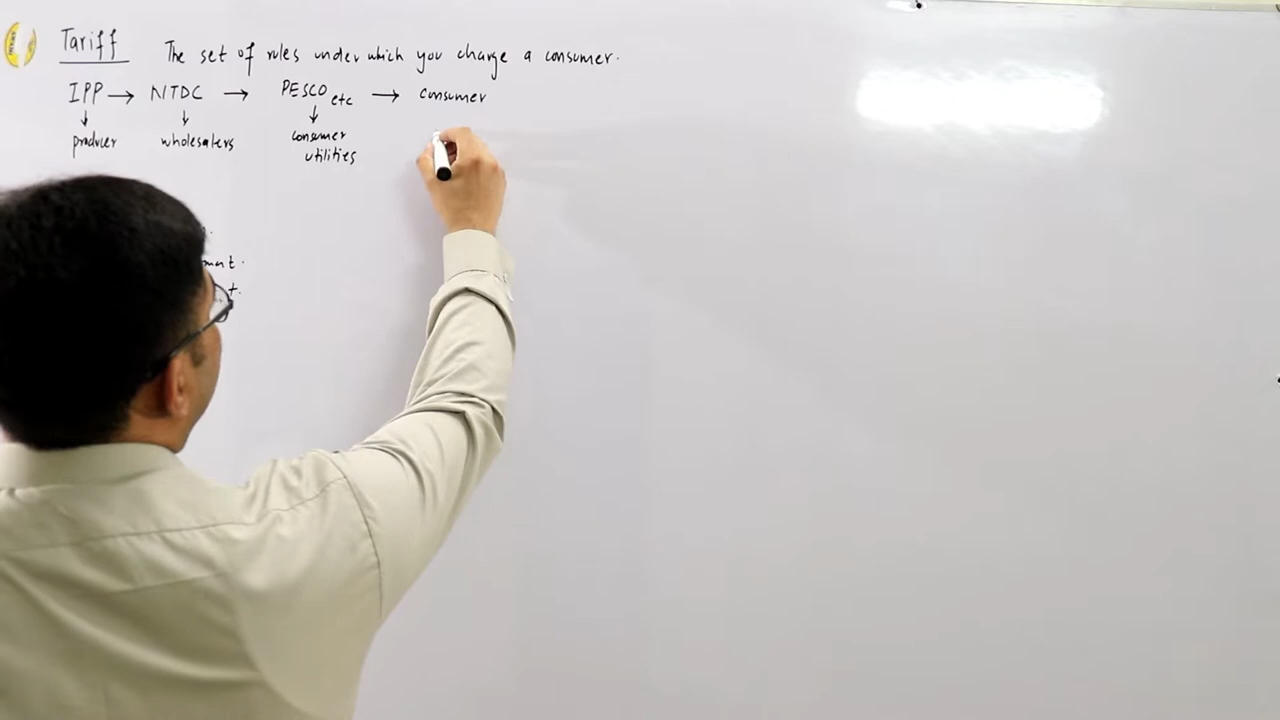 Tariff The set of rules under which you charge a consumer.
IPP → NTDC → PESCO etc → consumer
↓ ↓ ↓
producer wholesalers consumer
utilities